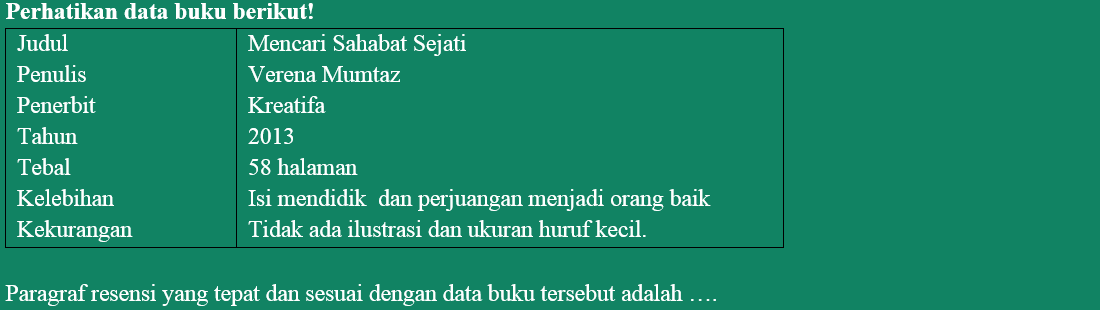 Perhatikan data buku berikut!
Judul Mencari Sahabat Sejati
Penulis Verena Mumtaz
Penerbit Kreatifa
Tahun 2013
Tebal 58 halaman
Kelebihan Isi mendidik  dan perjuangan menjadi orang baik
Kekurangan Tidak ada ilustrasi dan ukuran huruf kecil.
Paragraf resensi yang tepat dan sesuai dengan data buku tersebut adalah ….